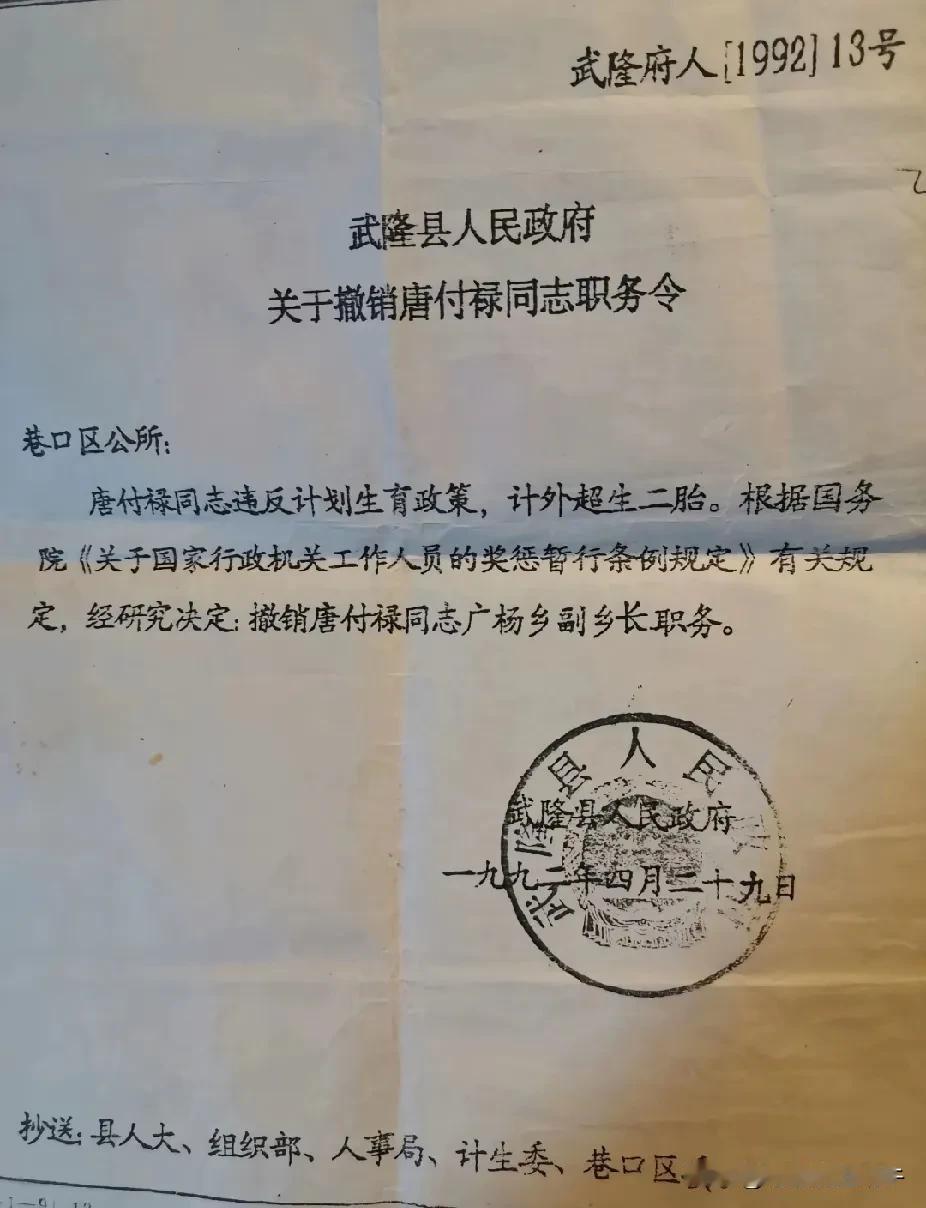 武隆府人[1992]13号
武隆县人民政府
关于撤销唐付禄同志职务令
巷口区公所:
唐付禄同志违反计划生育政策，计外超生二胎。根据国务
院《关于国家行政机关工作人员的奖惩暂行条例规定》有关规
定，经研究决定:撤销唐付禄同志广杨乡副乡长职务。
武隆县人民
武隆县人民政府
一九九二年四月二十九日
抄送:县人大、组织部、人事局、计生委、巷口区